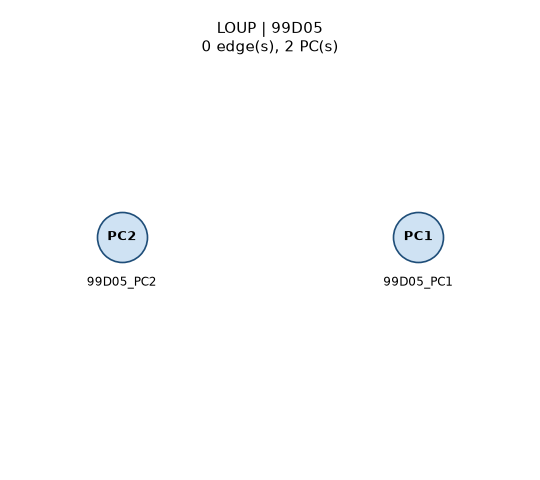 LOUP | 99D05
0 edge(s), 2 PC(s)
PC2
PC1
99D05_PC2
99D05_PC1